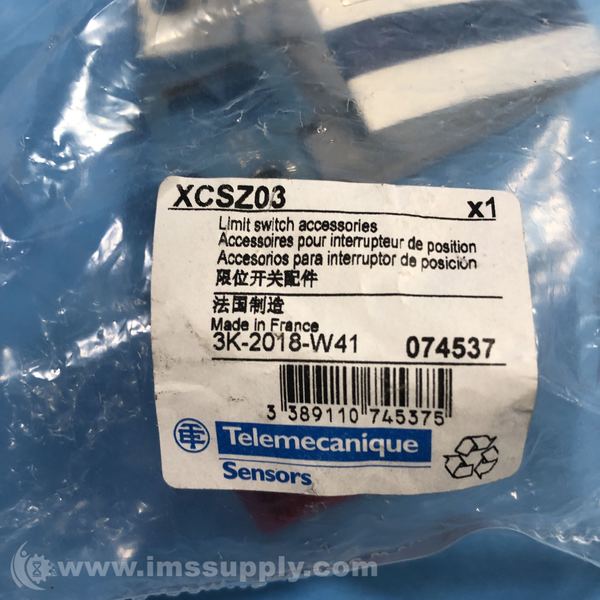 XCSZ03 x1
Limit switch accessories
Accessoires pour interrupteur de position
Accesorios para interruptor de posición
限位开关配件
法国制造
Made in France
3K-2018-W41 074537
3 389110 745375
Telemecanique
Sensors
www.imssupply.com